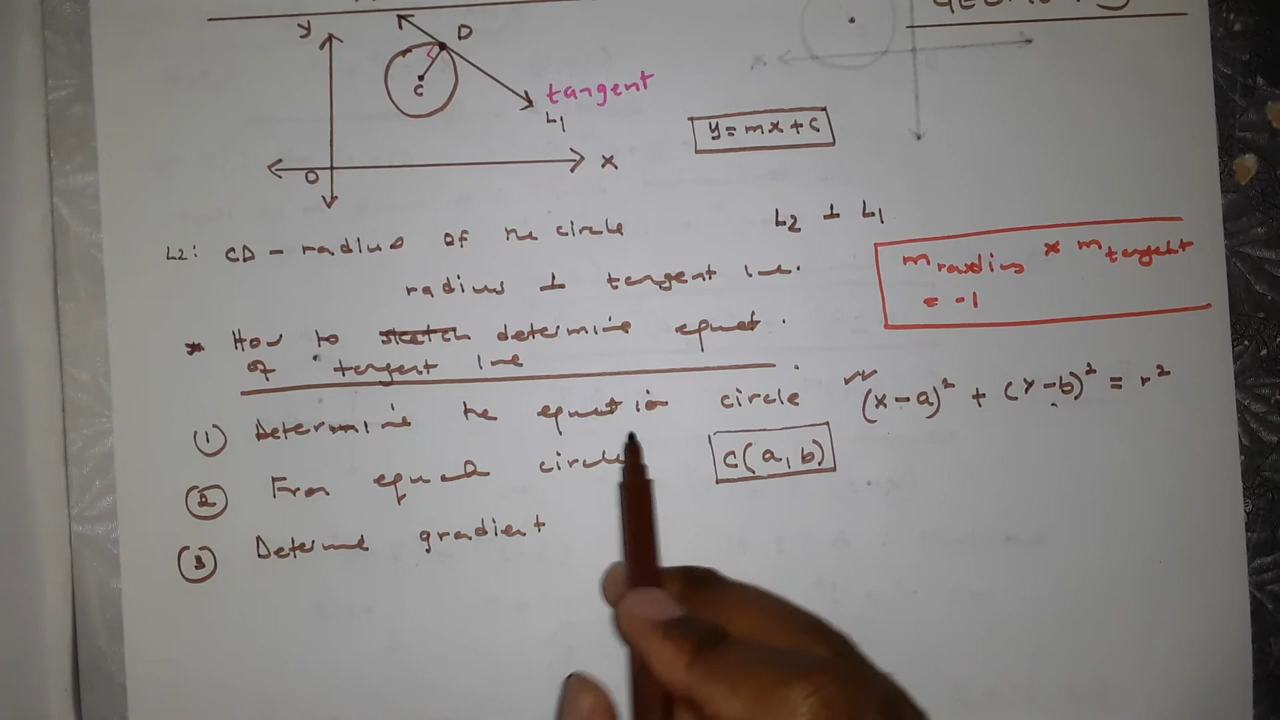 y
D
C
tangent
L1
O
x
y = mx + c
L2: CD - radius of the circle
L2 ⊥ L1
radius ⊥ tangent line.
m radius × m tangent
= -1
* How to sketch determine equat.
of tangent line
① Determine the equation circle
(x-a)² + (y-b)² = r²
② From equat circle
C(a,b)
③ Determine gradient